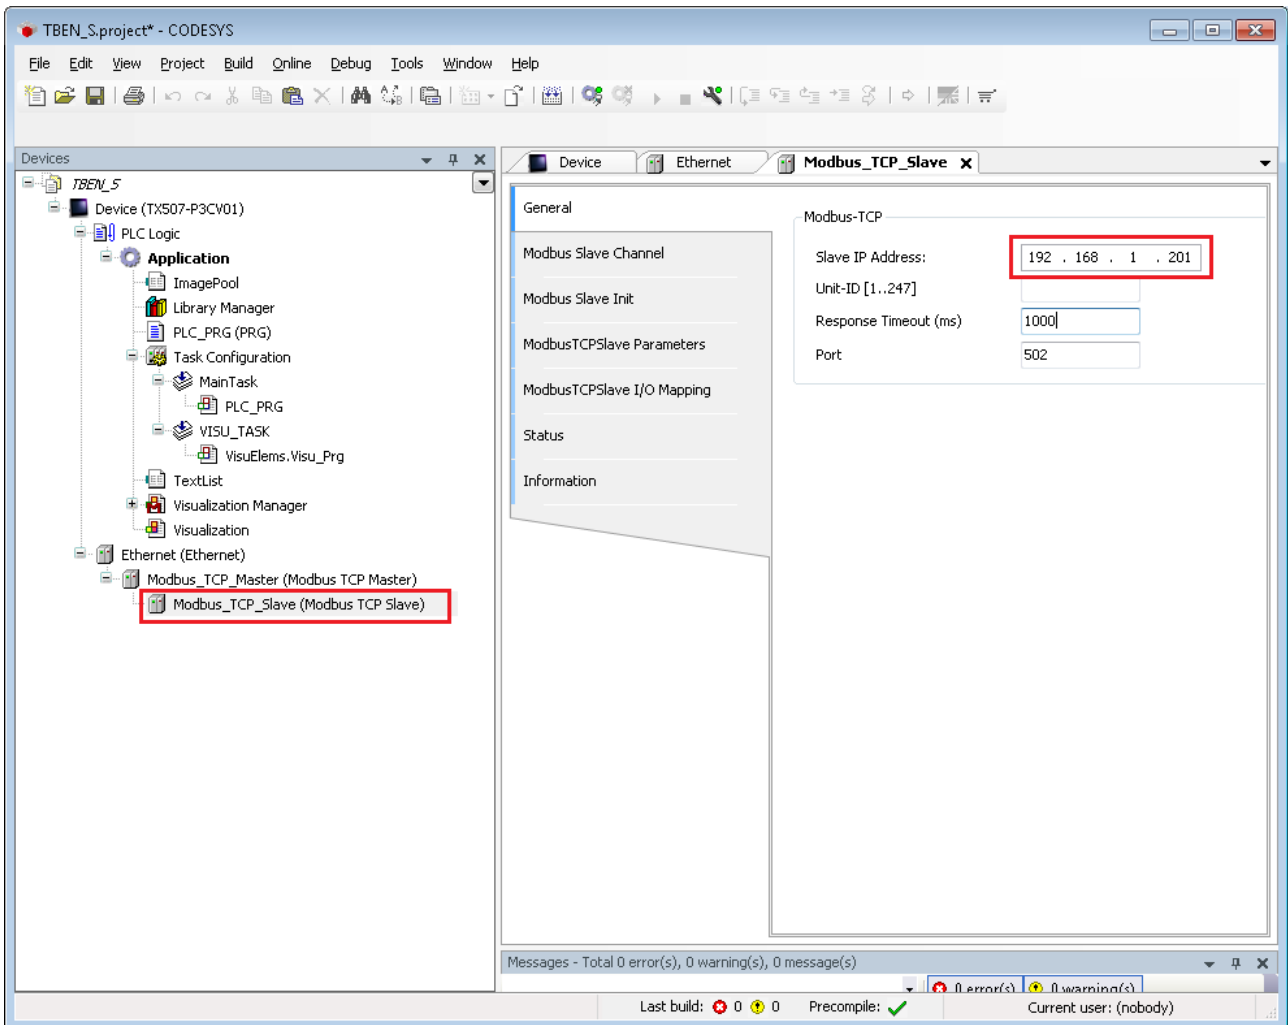 TBEN_S.project* - CODESYS
File Edit View Project Build Online Debug Tools Window Help
Devices
TBEN_S
Device (TX507-P3CV01)
PLC Logic
Application
ImagePool
Library Manager
PLC_PRG (PRG)
Task Configuration
MainTask
PLC_PRG
VISU_TASK
VisuElems.Visu_Prg
TextList
Visualization Manager
Visualization
Ethernet (Ethernet)
Modbus_TCP_Master (Modbus TCP Master)
Modbus_TCP_Slave (Modbus TCP Slave)
Device Ethernet Modbus_TCP_Slave X
General
Modbus Slave Channel
Modbus Slave Init
ModbusTCPSlave Parameters
ModbusTCPSlave I/O Mapping
Status
Information
Modbus-TCP
Slave IP Address: 192 . 168 . 1 . 201
Unit-ID [1..247]
Response Timeout (ms) 1000
Port 502
Messages - Total 0 error(s), 0 warning(s), 0 message(s)
0 error(s) 0 warning(s)
Last build: 0 0 Precompile: Current user: (nobody)